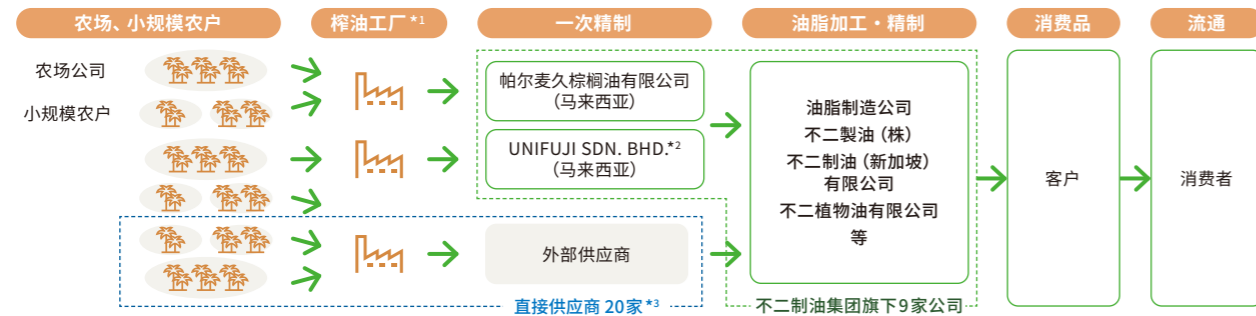 农场、小规模农户
榨油工厂 *1
一次精制
油脂加工・精制
消费品
流通
农场公司
小规模农户
帕尔麦久棕榈油有限公司
（马来西亚）
UNIFUJI SDN. BHD.*2
（马来西亚）
外部供应商
直接供应商 20家 *3
油脂制造公司
不二製油（株）
不二制油（新加坡）
有限公司
不二植物油有限公司
等
不二制油集团旗下9家公司
客户
消费者